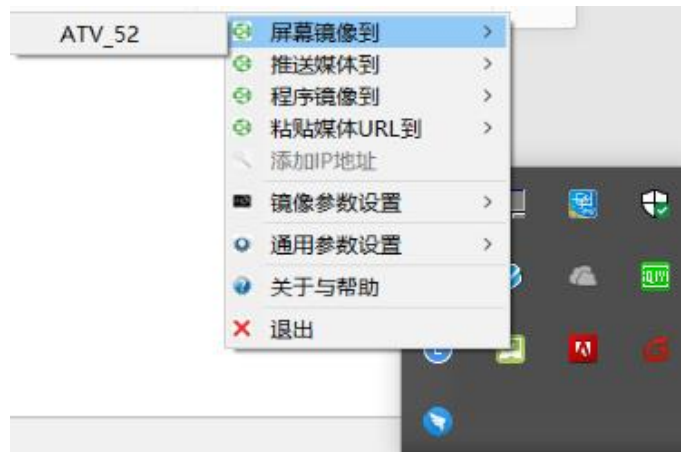 ATV_52
屏幕镜像到
推送媒体到
程序镜像到
粘贴媒体URL到
添加IP地址
镜像参数设置
通用参数设置
关于与帮助
退出